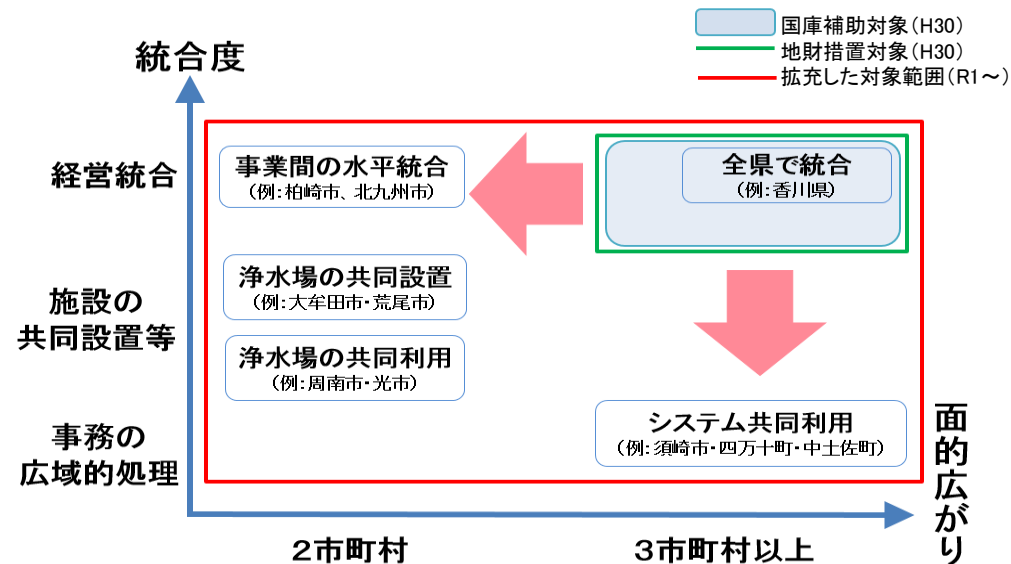 国庫補助対象（H30）
地財措置対象（H30）
拡充した対象範囲（R1～）
統合度
経営統合
事業間の水平統合
（例：柏崎市、北九州市）
全県で統合
（例：香川県）
施設の
共同設置等
浄水場の共同設置
（例：大牟田市・荒尾市）
浄水場の共同利用
（例：周南市・光市）
事務の
広域的処理
システム共同利用
（例：須崎市・四万十町・中土佐町）
面的広がり
２市町村
３市町村以上